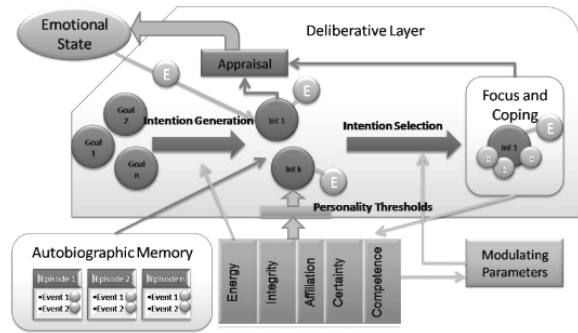 Emotional
State
Deliberative Layer
Appraisal
E
E
Focus and
Coping
Goal
2
Goal
1
Goal
n
Intention Generation
Int 1
Intention Selection
Int 1
E
Int k
E
Personality Thresholds
Autobiographic Memory
Episode 1
•Event 1
•Event 2
Episode 2
•Event 1
•Event 2
Episode n
•Event 1
•Event 2
Energy
Integrity
Affiliation
Certainty
Competence
Modulating
Parameters